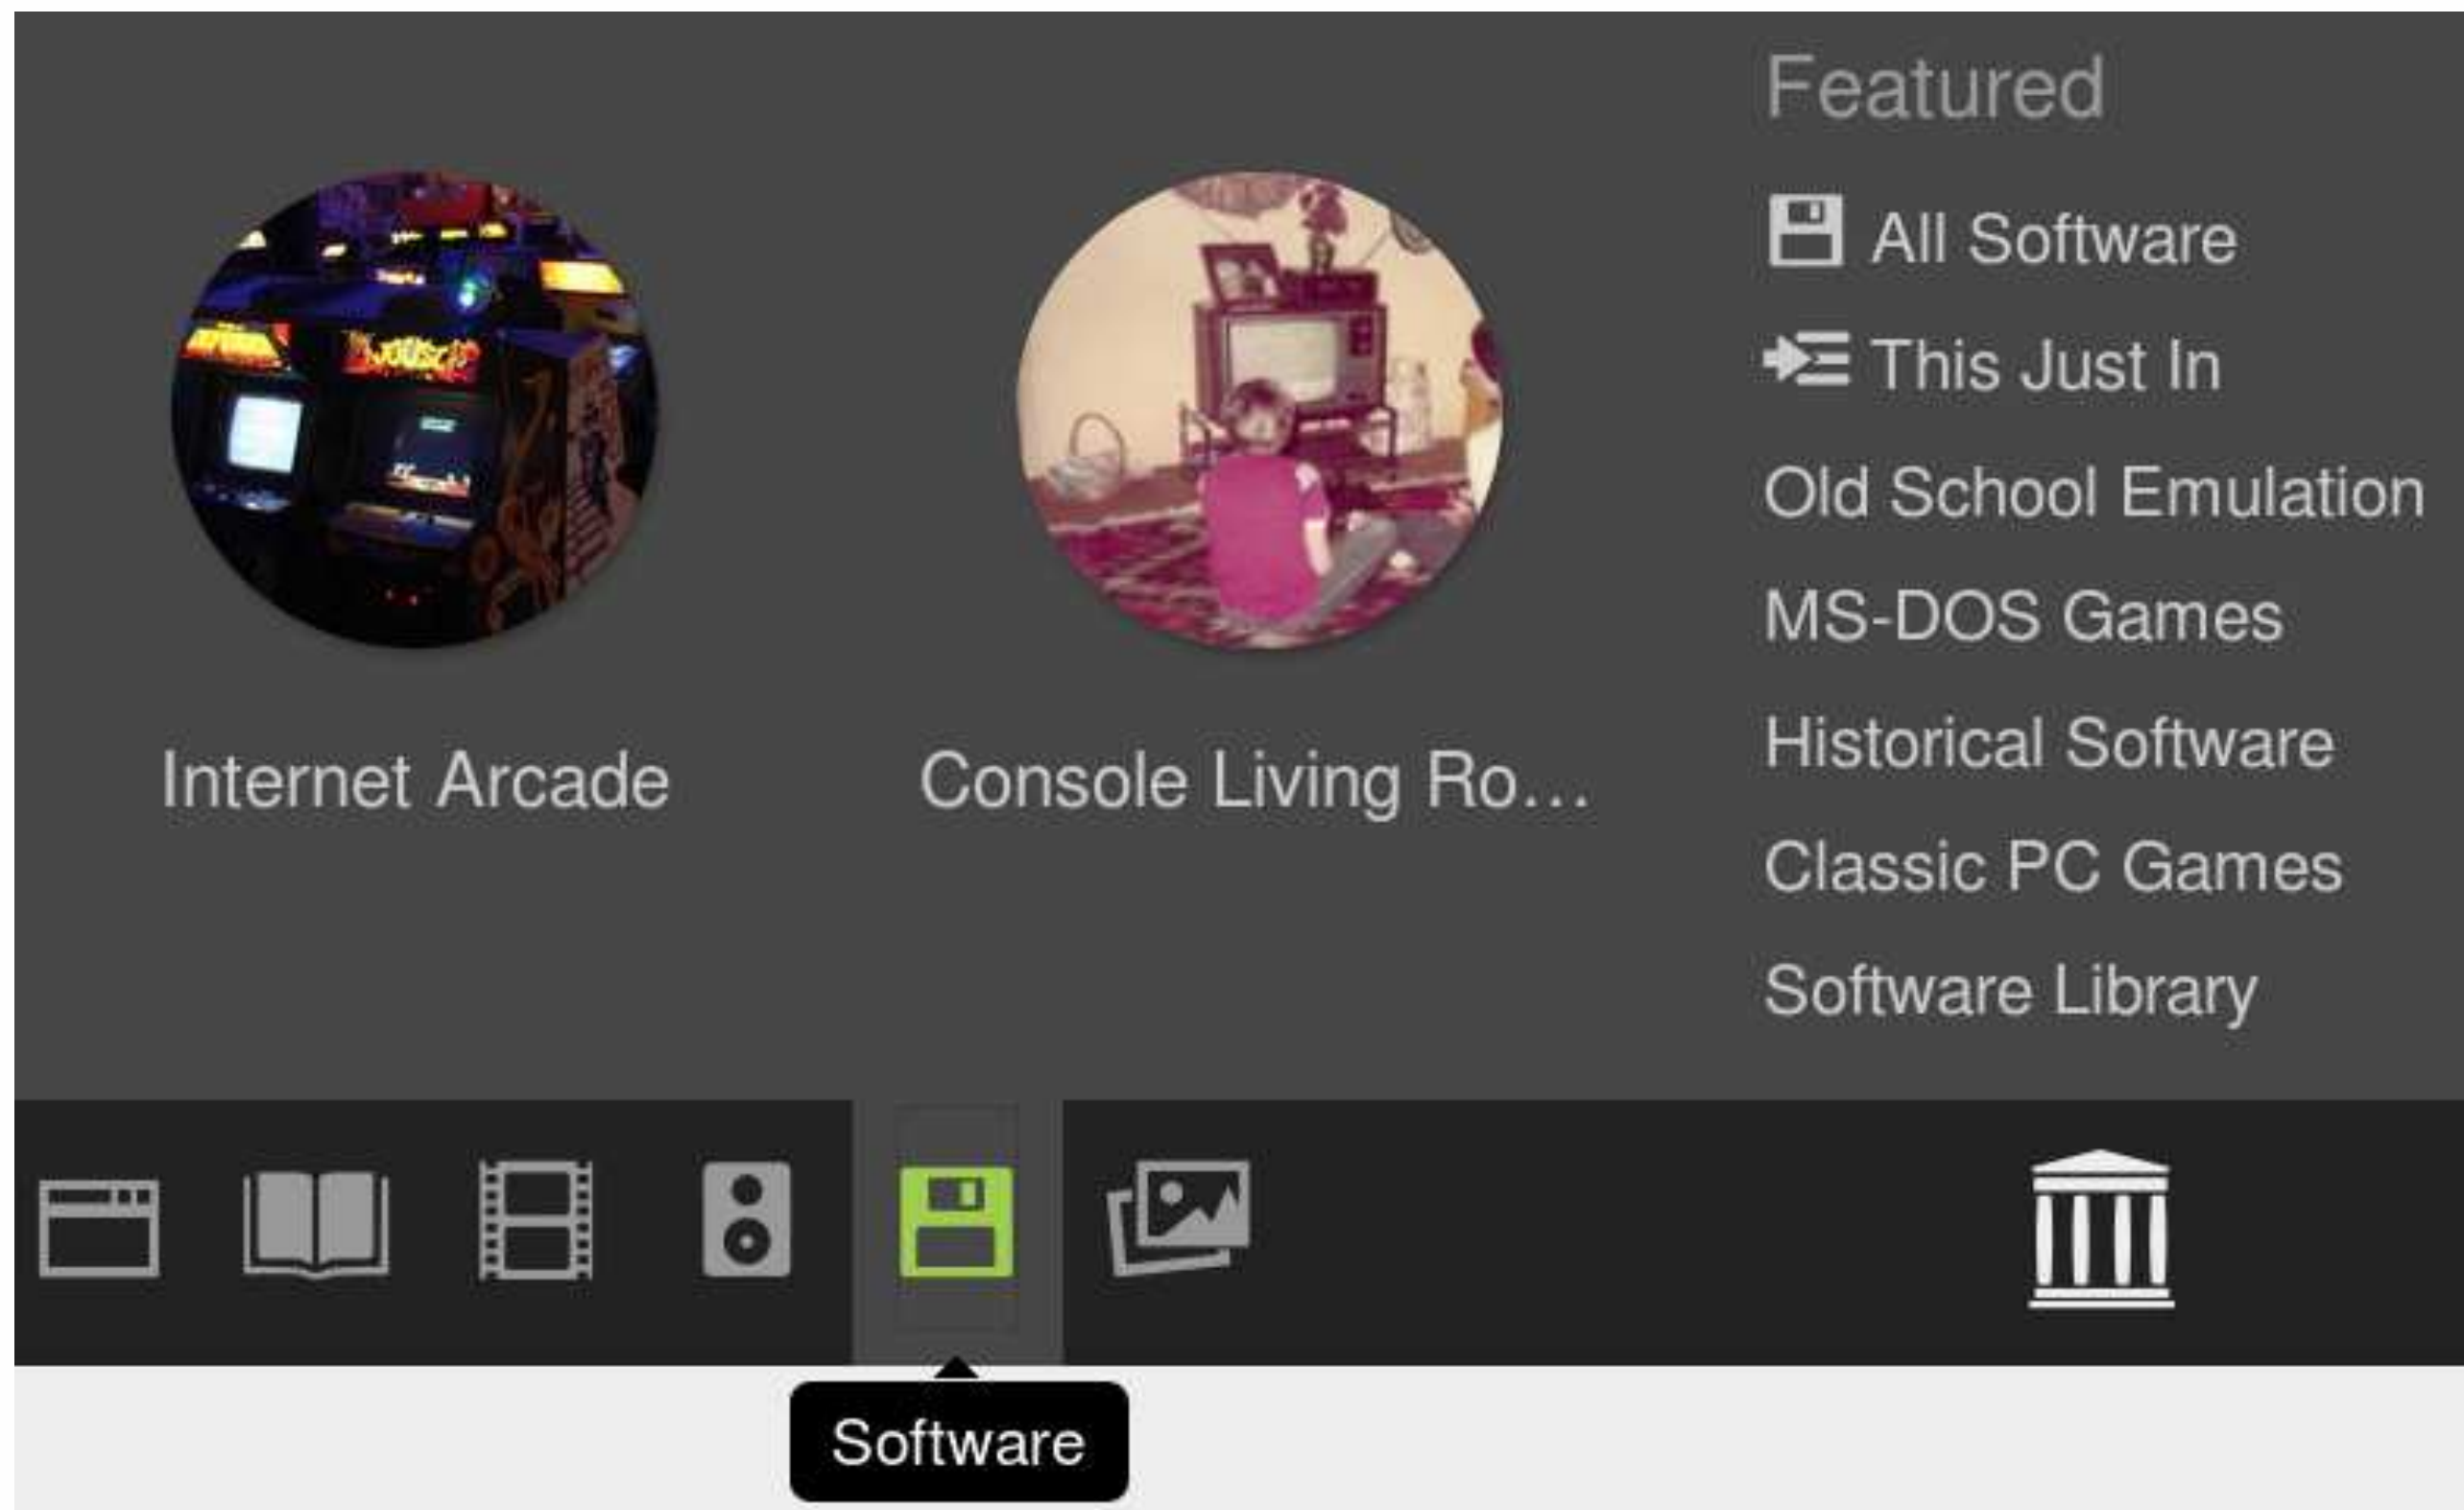 Featured
All Software
This Just In
Old School Emulation
MS-DOS Games
Historical Software
Classic PC Games
Software Library
JOUST
Internet Arcade
Console Living Ro...
Software